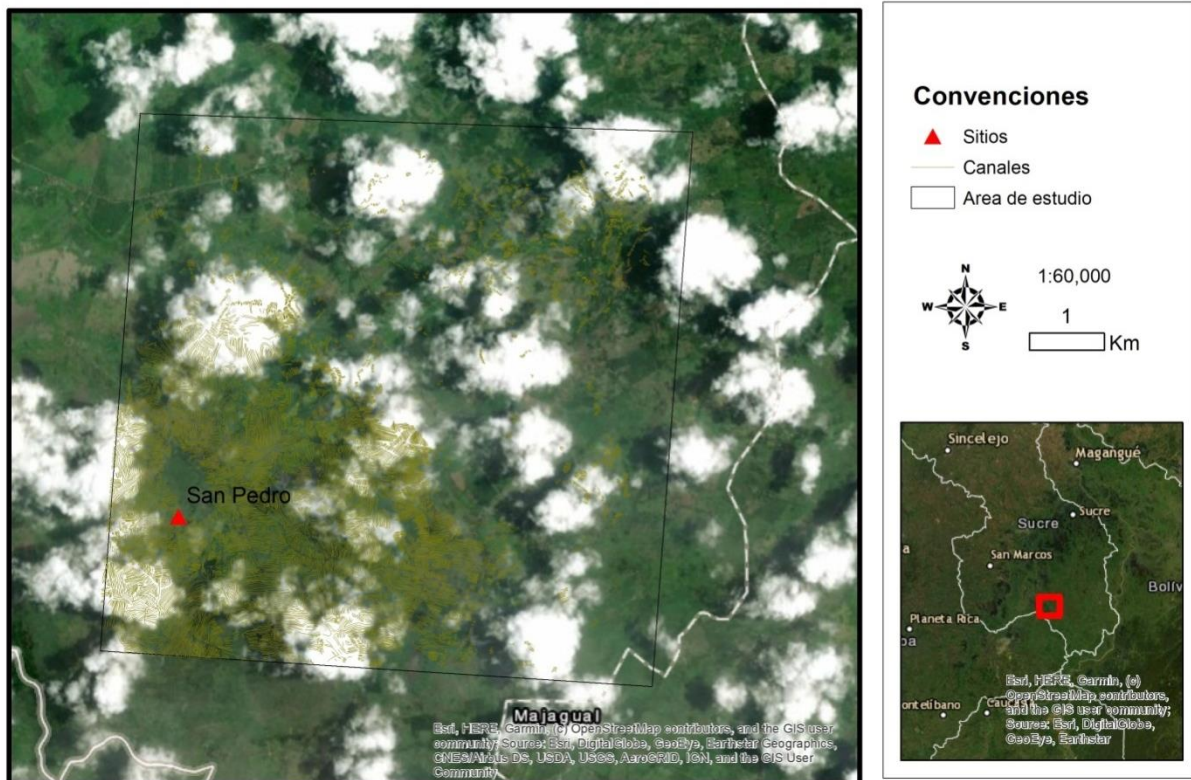 San Pedro
Majagual
Esri, HERE, Garmin, (c) OpenStreetMap contributors, and the GIS user
community; Source: Esri, DigitalGlobe, GeoEye, Earthstar Geographics,
CNES/Airbus DS, USDA, USGS, AeroGRID, IGN, and the GIS User
Community
Convenciones
Sitios
Canales
Area de estudio
N
W E
S
1:60,000
1
Km
Sincelejo
Magangué
Sucre
Sucre
San Marcos
Bolív
a
Planeta Rica
ba
Esri, HERE, Garmin, (c)
OpenStreetMap contributors,
and the GIS user community;
Source: Esri, DigitalGlobe,
GeoEye, Earthstar
ontelíbano